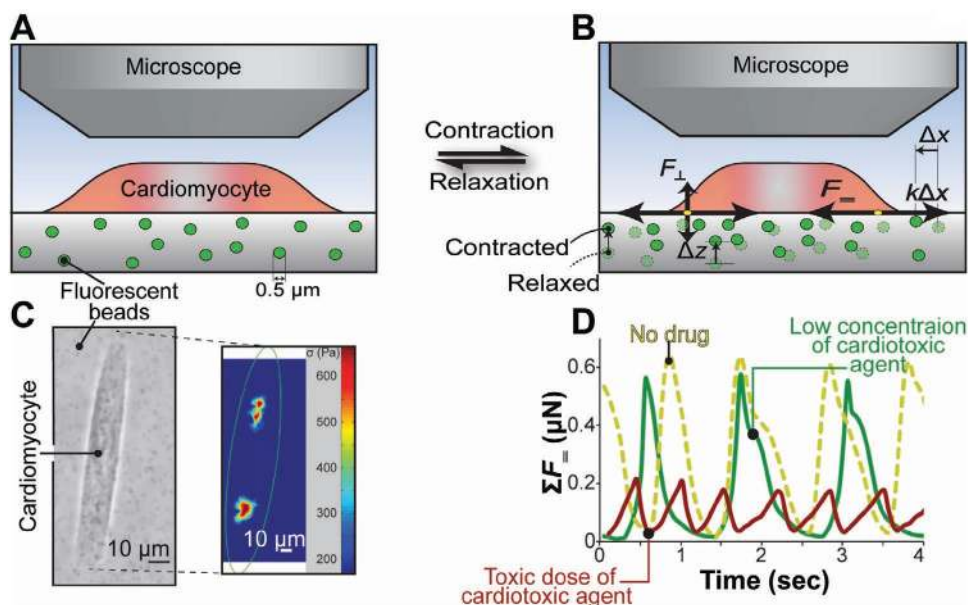 A
Microscope
Cardiomyocyte
Fluorescent
beads
0.5 µm
Contraction
Relaxation
B
Microscope
Δx
F⊥
F=
kΔx
Δz
Contracted
Relaxed
C
Cardiomyocyte
10 µm
σ (Pa)
600
500
400
300
200
10 µm
D
No drug
Low concentraion
of cardiotoxic
agent
ΣF= (µN)
0.6
0.4
0.2
0
0
1
2
3
4
Time (sec)
Toxic dose of
cardiotoxic agent